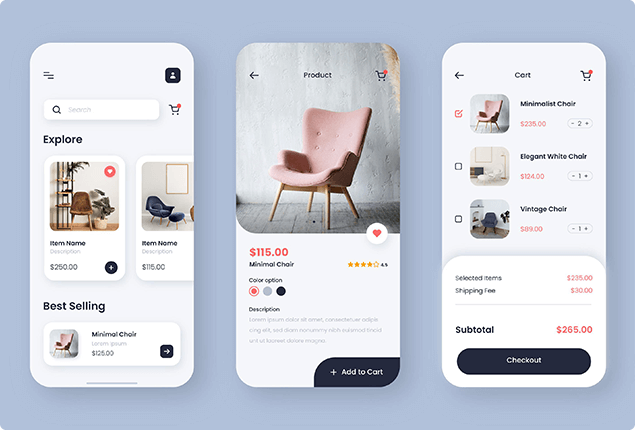 Search
Explore
Item Name
Description
$250.00
Item Name
Description
$115.00
Best Selling
Minimal Chair
Lorem ipsum
$125.00
Product
$115.00
Minimal Chair
4.5
Color option
Description
Lorem ipsum dolor sit amet, consectetuer adipis
cing elit, sed diam nonummy nibh euismod tincidunt
ut laoreet dolore magna
+ Add to Cart
Cart
Minimalist Chair
$235.00
- 2 +
Elegant White Chair
$124.00
- 1 +
Vintage Chair
$89.00
- 1 +
Selected Items
$235.00
Shipping Fee
$30.00
Subtotal
$265.00
Checkout